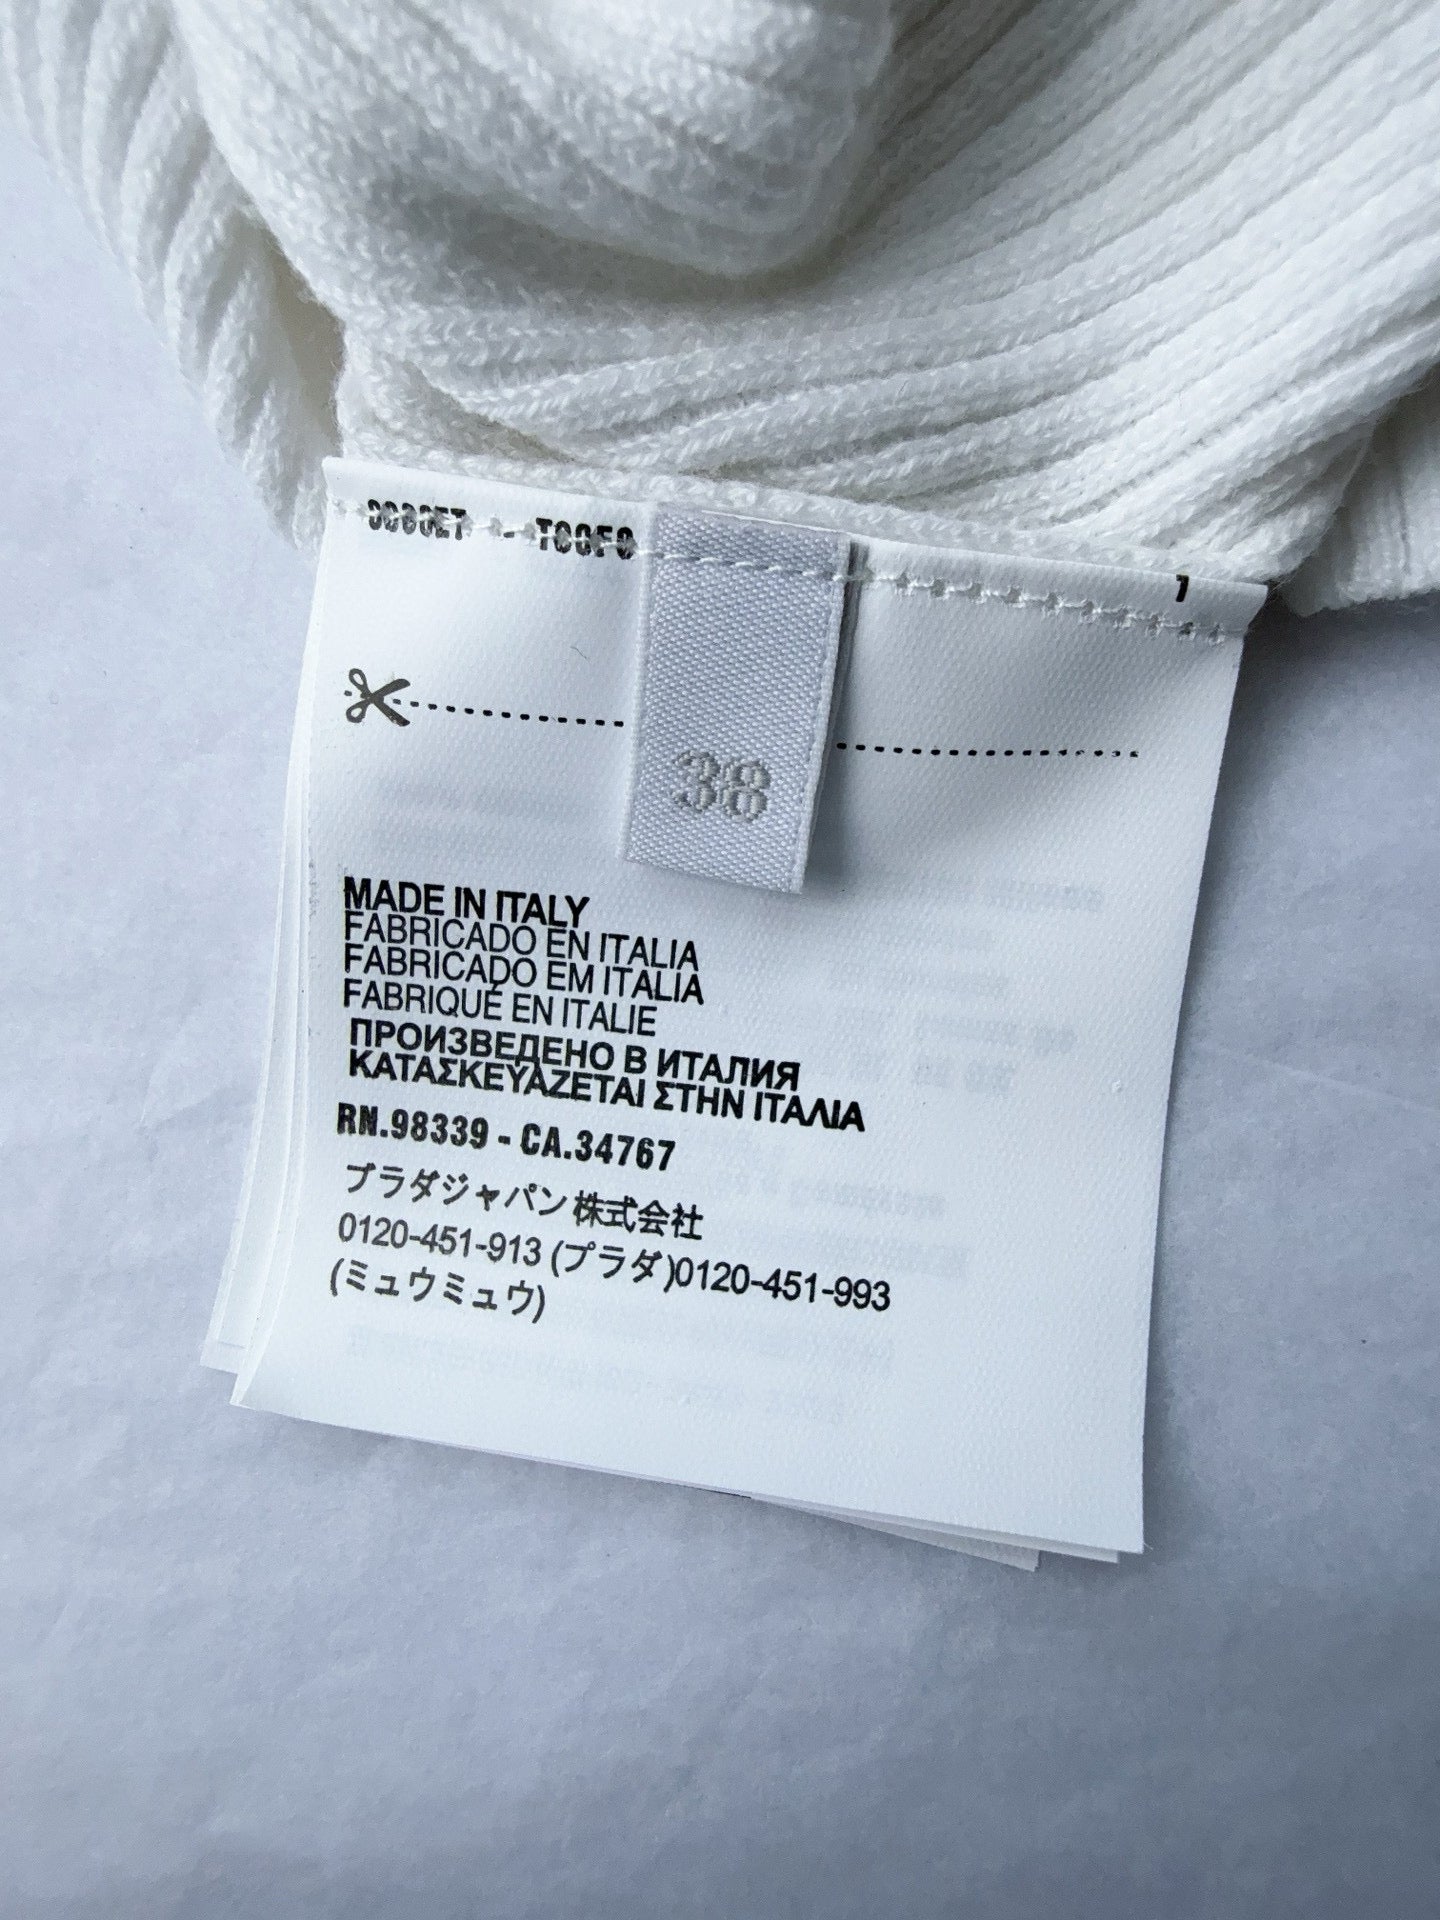 7
38
MADE IN ITALY
FABRICADO EN ITALIA
FABRICADO EM ITALIA
FABRIQUÉ EN ITALIE
ПРОИЗВЕДЕНО В ИТАЛИЯ
ΚΑΤΑΣΚΕΥΑΖΕΤΑΙ ΣΤΗΝ ΙΤΑΛΙΑ
RN.98339 - CA.34767
プラダジャパン株式会社
0120-451-913 (プラダ)0120-451-993
(ミュウミュウ)